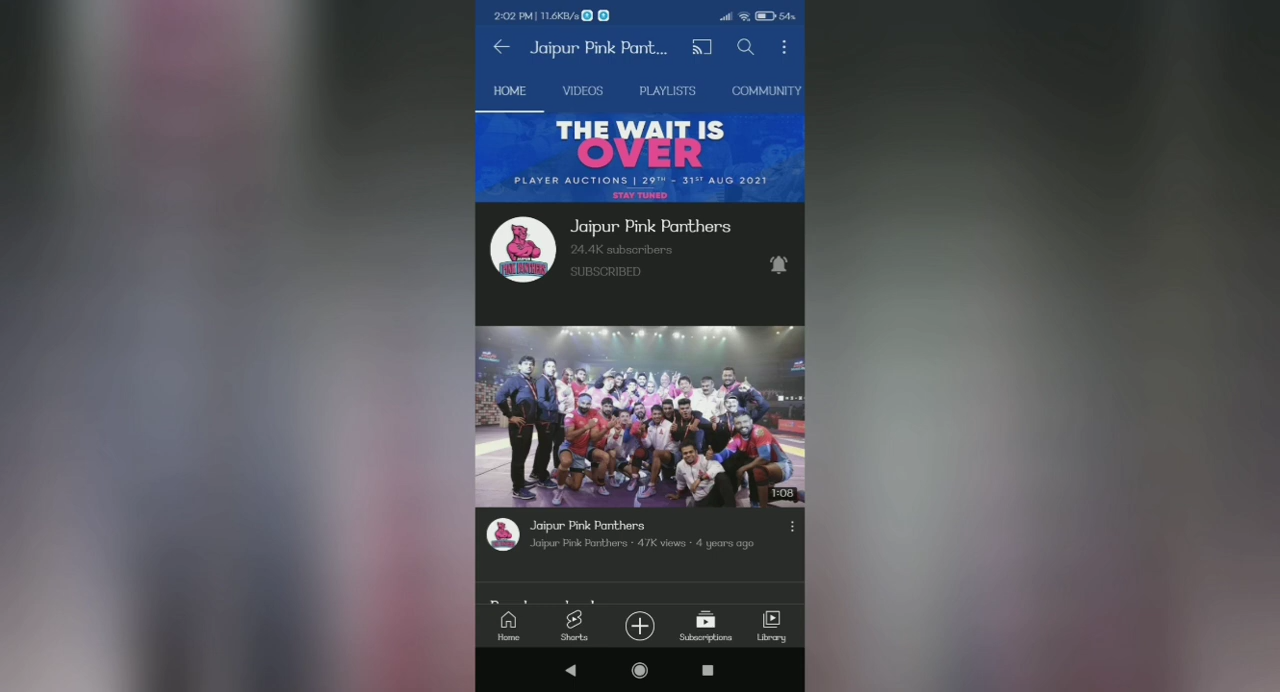 2:02 PM | 11.6KB/s
54%
Jaipur Pink Pant...
HOME VIDEOS PLAYLISTS COMMUNITY
THE WAIT IS
OVER
PLAYER AUCTIONS | 29TH - 31ST AUG 2021
STAY TUNED
Jaipur Pink Panthers
24.4K subscribers
SUBSCRIBED
PINK PANTHERS
1:08
Jaipur Pink Panthers
Jaipur Pink Panthers · 47K views · 4 years ago
Home Shorts Subscriptions Library